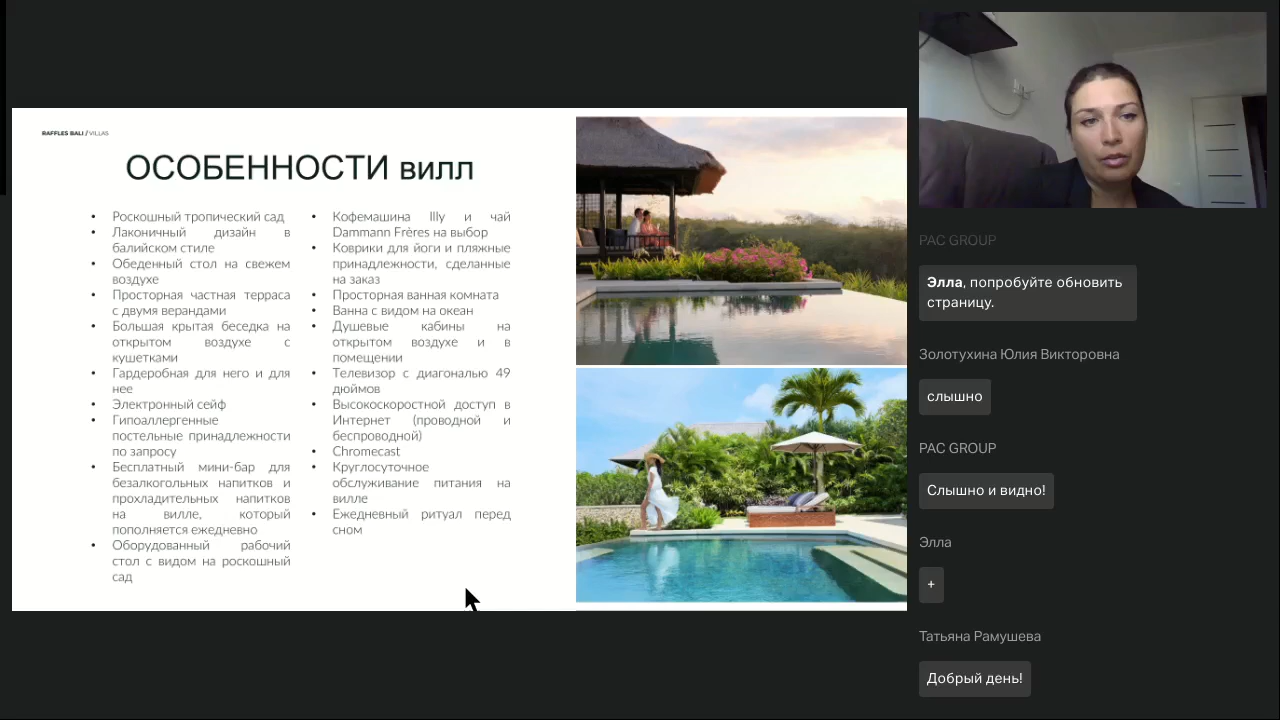 RAFFLES BALI / VILLAS
ОСОБЕННОСТИ вилл
• Роскошный тропический сад
• Лаконичный дизайн в
балийском стиле
• Обеденный стол на свежем
воздухе
• Просторная частная терраса
с двумя верандами
• Большая крытая беседка на
открытом воздухе с
кушетками
• Гардеробная для него и для
нее
• Электронный сейф
• Гипоаллергенные
постельные принадлежности
по запросу
• Бесплатный мини-бар для
безалкогольных напитков и
прохладительных напитков
на вилле, который
пополняется ежедневно
• Оборудованный рабочий
стол с видом на роскошный
сад
• Кофемашина Illy и чай
Dammann Frères на выбор
• Коврики для йоги и пляжные
принадлежности, сделанные
на заказ
• Просторная ванная комната
• Ванна с видом на океан
• Душевые кабины на
открытом воздухе и в
помещении
• Телевизор с диагональю 49
дюймов
• Высокоскоростной доступ в
Интернет (проводной и
беспроводной)
• Chromecast
• Круглосуточное
обслуживание питания на
вилле
• Ежедневный ритуал перед
сном
PAC GROUP
Элла, попробуйте обновить
страницу.
Золотухина Юлия Викторовна
слышно
PAC GROUP
Слышно и видно!
Элла
+
Татьяна Рамушева
Добрый день!